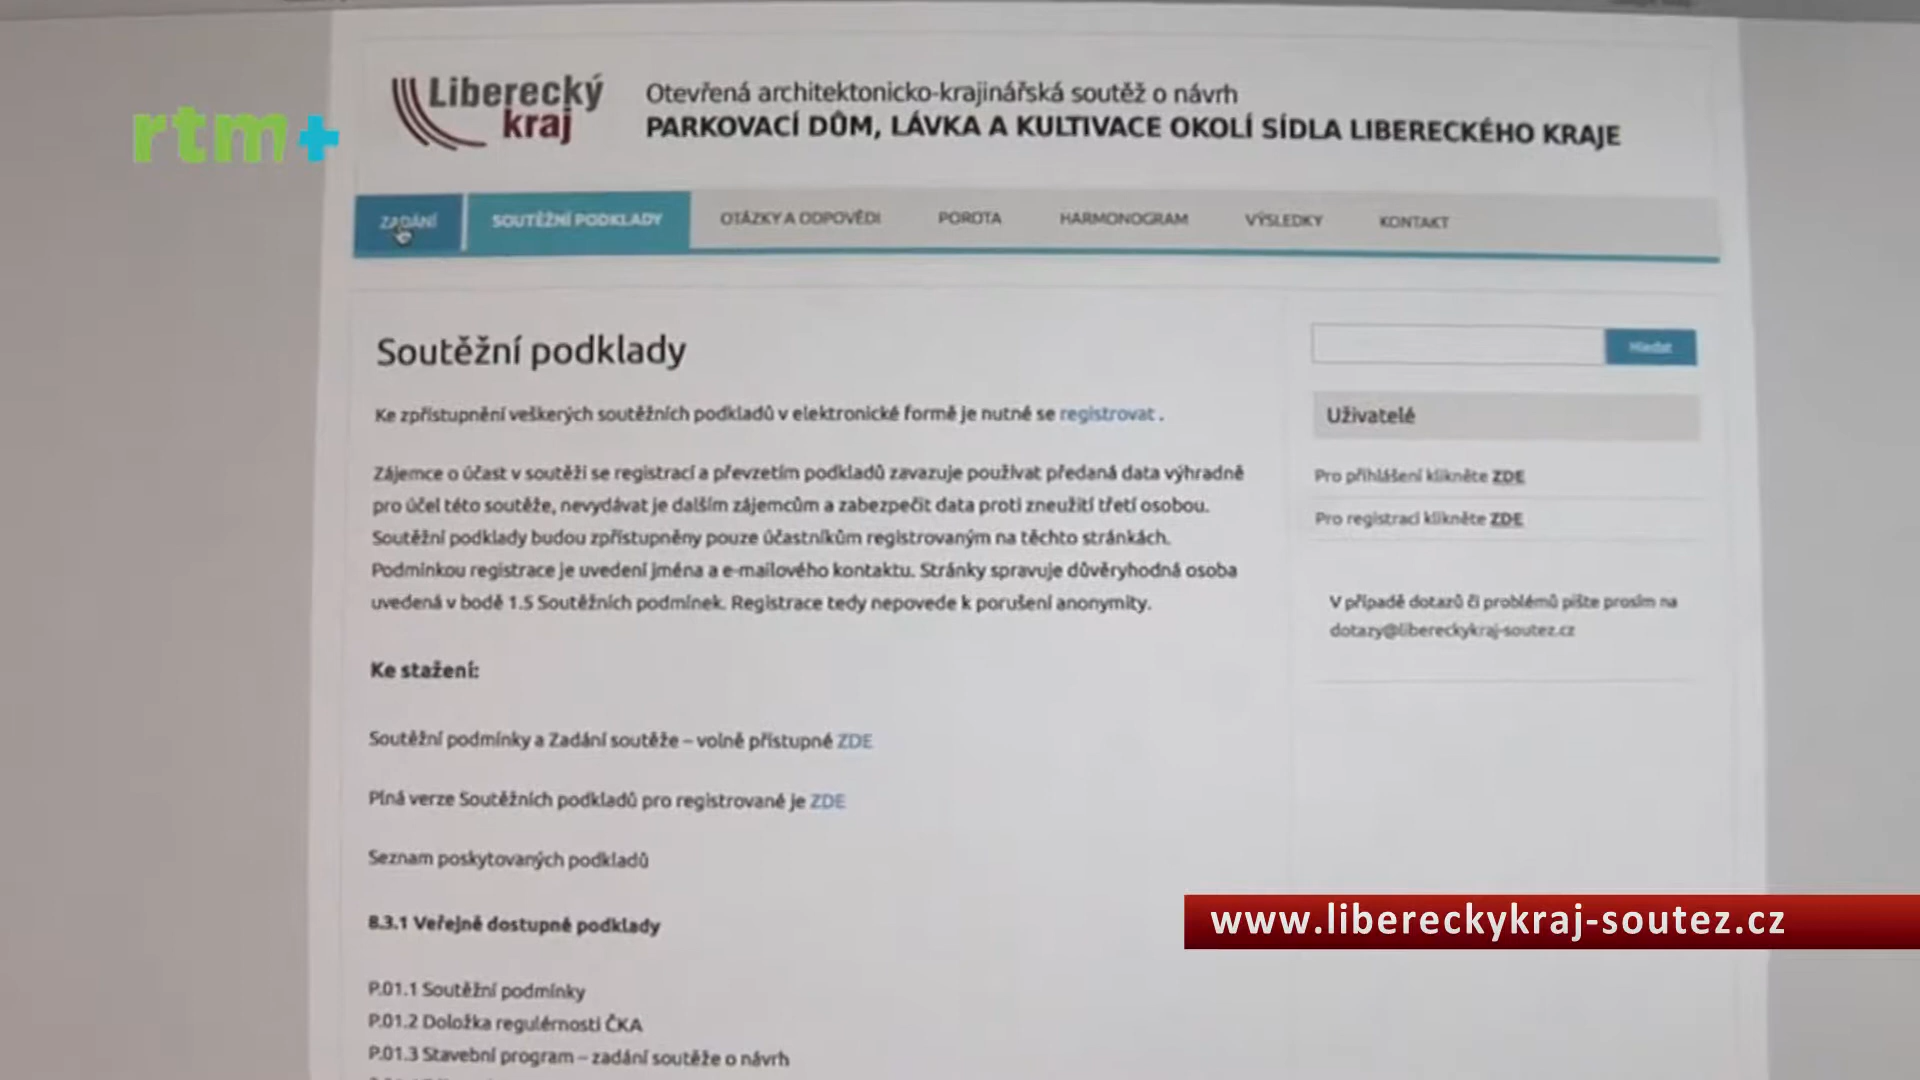 Liberecký
kraj
Otevřená architektonicko-krajinářská soutěž o návrh
PARKOVACÍ DŮM, LÁVKA A KULTIVACE OKOLÍ SÍDLA LIBERECKÉHO KRAJE
rtm+
ZADÁNÍ SOUTĚŽNÍ PODKLADY OTÁZKY A ODPOVĚDI POROTA HARMONOGRAM VÝSLEDKY KONTAKT
Soutěžní podklady
Hledat
Ke zpřístupnění veškerých soutěžních podkladů v elektronické formě je nutné se registrovat .
Zájemce o účast v soutěži se registrací a převzetím podkladů zavazuje používat předaná data výhradně
pro účel této soutěže, nevydávat je dalším zájemcům a zabezpečit data proti zneužití třetí osobou.
Soutěžní podklady budou zpřístupněny pouze účastníkům registrovaným na těchto stránkách.
Podmínkou registrace je uvedení jména a e-mailového kontaktu. Stránky spravuje důvěryhodná osoba
uvedená v bodě 1.5 Soutěžních podmínek. Registrace tedy nepovede k porušení anonymity.
Uživatelé
Pro přihlášení klikněte ZDE
Pro registraci klikněte ZDE
V případě dotazů či problémů pište prosím na
dotazy@libereckykraj-soutez.cz
Ke stažení:
Soutěžní podmínky a Zadání soutěže – volně přístupné ZDE
Plná verze Soutěžních podkladů pro registrované je ZDE
Seznam poskytovaných podkladů
8.3.1 Veřejně dostupné podklady
P.01.1 Soutěžní podmínky
P.01.2 Doložka regulérnosti ČKA
P.01.3 Stavební program – zadání soutěže o návrh
www.libereckykraj-soutez.cz